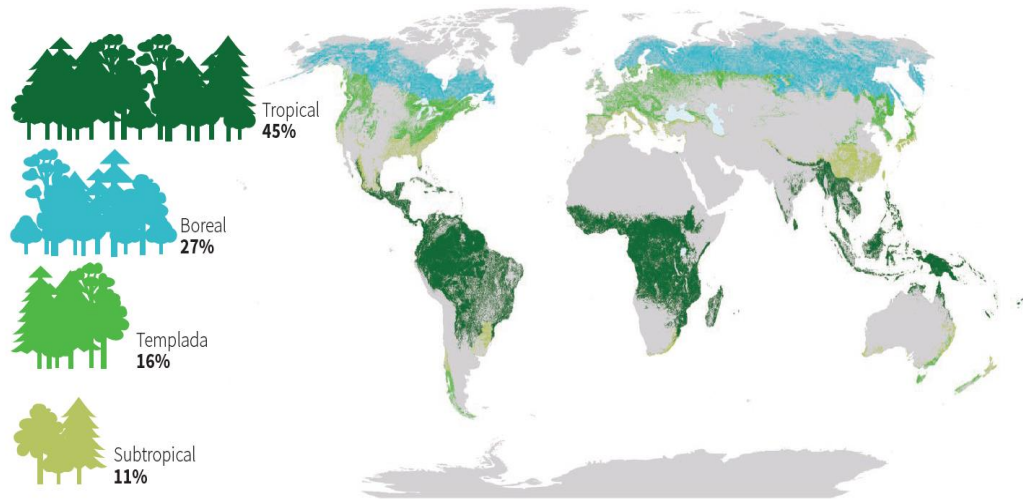 Tropical
45%
Boreal
27%
Templada
16%
Subtropical
11%